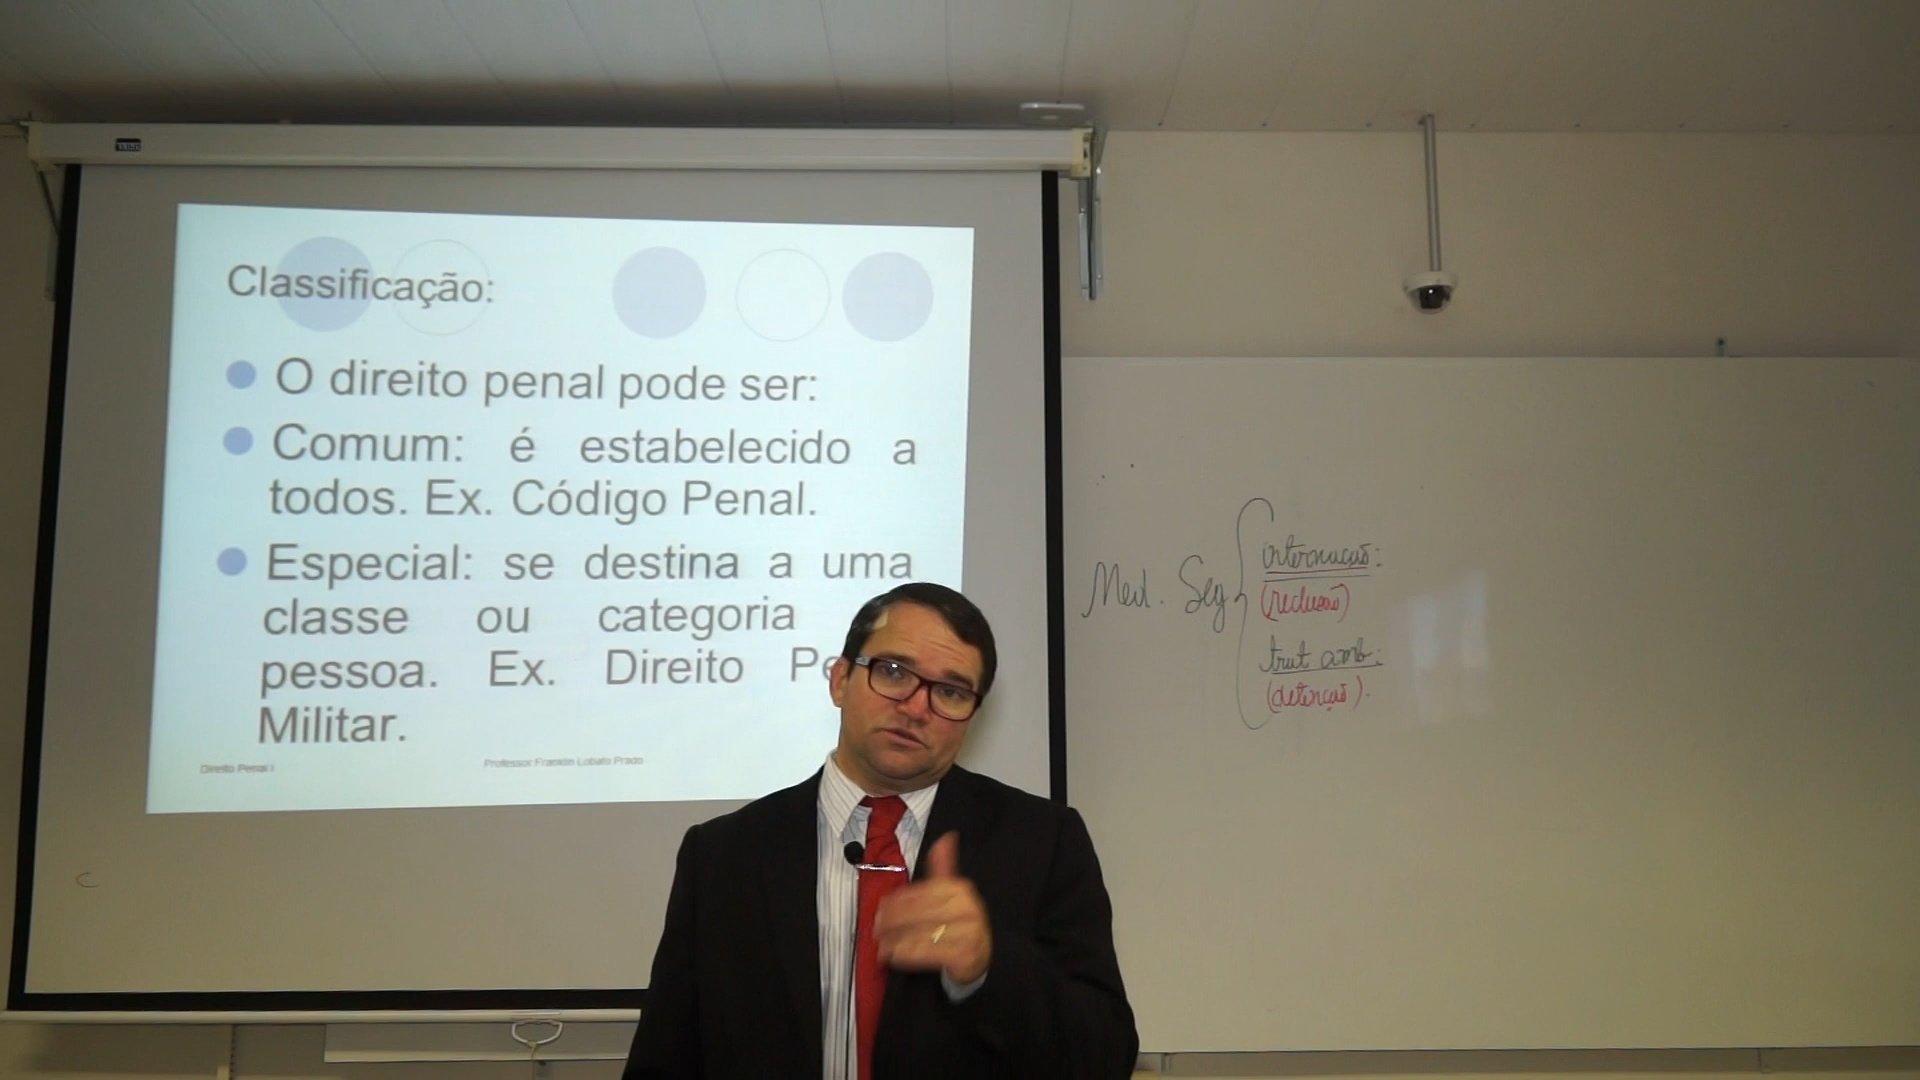 Classificação:
O direito penal pode ser:
Comum: é estabelecido a
todos. Ex. Código Penal.
Especial: se destina a uma
classe ou categoria
pessoa. Ex. Direito
Militar.
Direito Penal I
Professor Franklin Lobato Prado
Med. Seg
internação:
(reclusão)
trat amb:
(detenção).